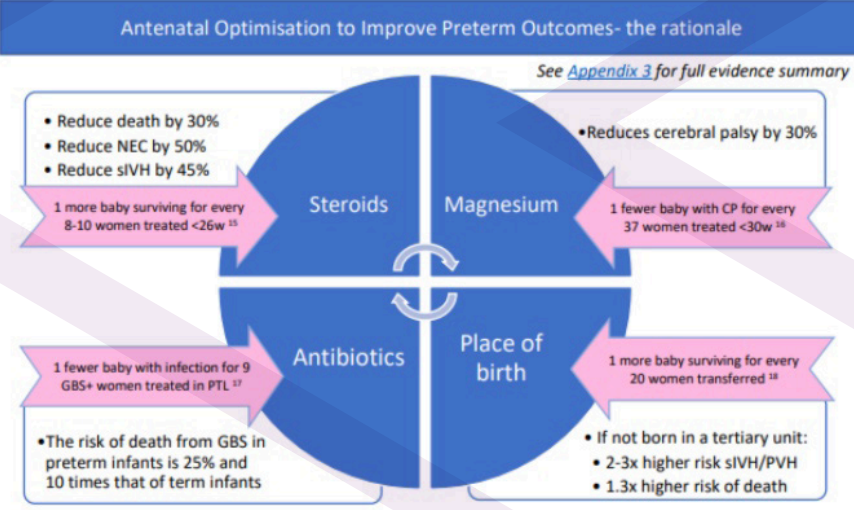 Antenatal Optimisation to Improve Preterm Outcomes- the rationale
See Appendix 3 for full evidence summary
• Reduce death by 30%
• Reduce NEC by 50%
• Reduce sIVH by 45%
1 more baby surviving for every
8-10 women treated <26w 15
Steroids
•Reduces cerebral palsy by 30%
Magnesium
1 fewer baby with CP for every
37 women treated <30w 16
1 fewer baby with infection for 9
GBS+ women treated in PTL 17
Antibiotics
•The risk of death from GBS in
preterm infants is 25% and
10 times that of term infants
Place of
birth
1 more baby surviving for every
20 women transferred 18
• If not born in a tertiary unit:
• 2-3x higher risk sIVH/PVH
• 1.3x higher risk of death